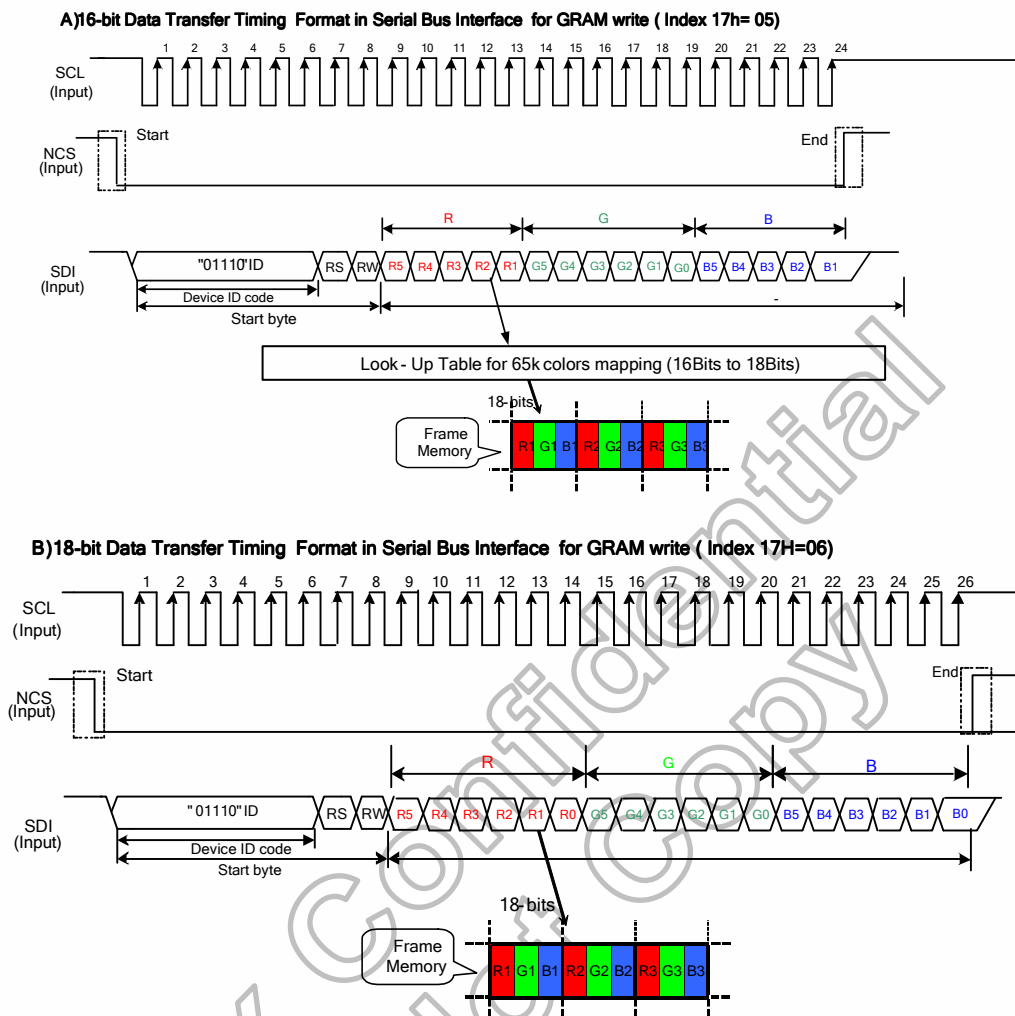 A)16-bit Data Transfer Timing Format in Serial Bus Interface for GRAM write ( Index 17h= 05)
1 2 3 4 5 6 7 8 9 10 11 12 13 14 15 16 17 18 19 20 21 22 23 24
SCL
(Input)
Start
End
NCS
(Input)
R G B
SDI
(Input)
"01110"ID RS RW R5 R4 R3 R2 R1 G5 G4 G3 G2 G1 G0 B5 B4 B3 B2 B1
Device ID code
Start byte
-
Look - Up Table for 65k colors mapping (16Bits to 18Bits)
18-bits
Frame
Memory
R1 G1 B1 R2 G2 B2 R3 G3 B3
B)18-bit Data Transfer Timing Format in Serial Bus Interface for GRAM write ( Index 17H=06)
1 2 3 4 5 6 7 8 9 10 11 12 13 14 15 16 17 18 19 20 21 22 23 24 25 26
SCL
(Input)
Start
End
NCS
(Input)
R G B
SDI
(Input)
"01110"ID RS RW R5 R4 R3 R2 R1 R0 G5 G4 G3 G2 G1 G0 B5 B4 B3 B2 B1 B0
Device ID code
Start byte
18-bits
Frame
Memory
R1 G1 B1 R2 G2 B2 R3 G3 B3
Confidential
Copy